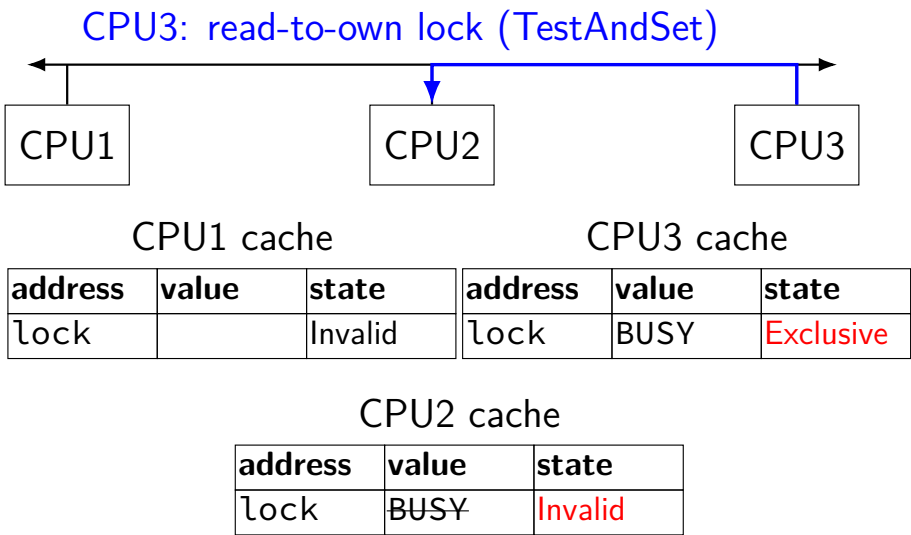 CPU3: read-to-own lock (TestAndSet)
CPU1 CPU2 CPU3
CPU1 cache CPU3 cache
address value state address value state
lock Invalid lock BUSY Exclusive
CPU2 cache
address value state
lock BUSY Invalid